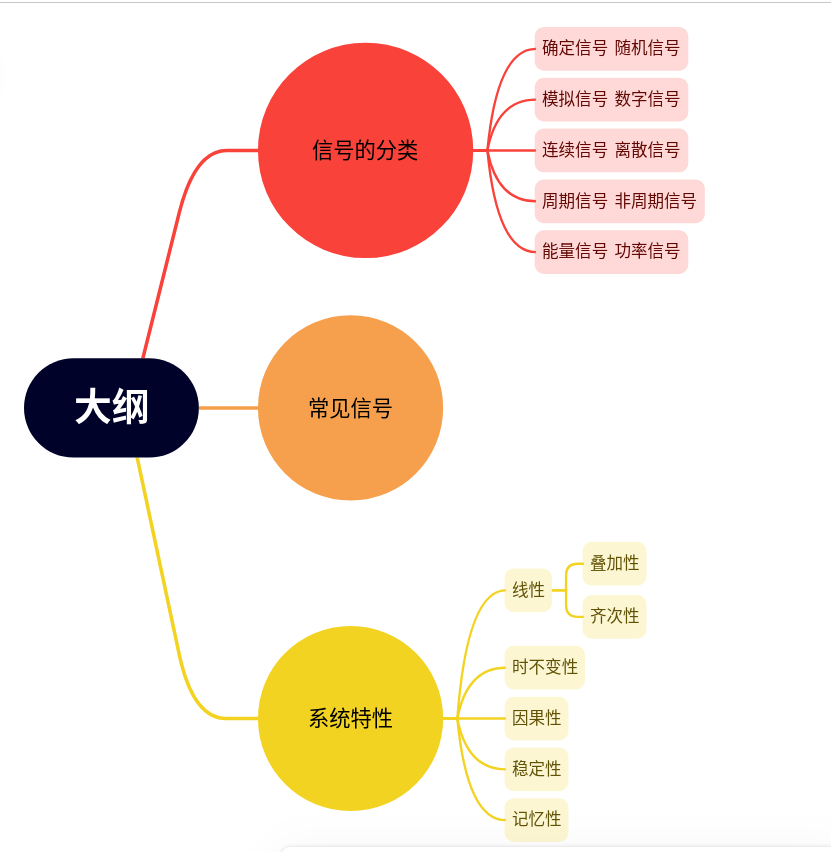 大纲
信号的分类
确定信号 随机信号
模拟信号 数字信号
连续信号 离散信号
周期信号 非周期信号
能量信号 功率信号
常见信号
系统特性
线性
叠加性
齐次性
时不变性
因果性
稳定性
记忆性